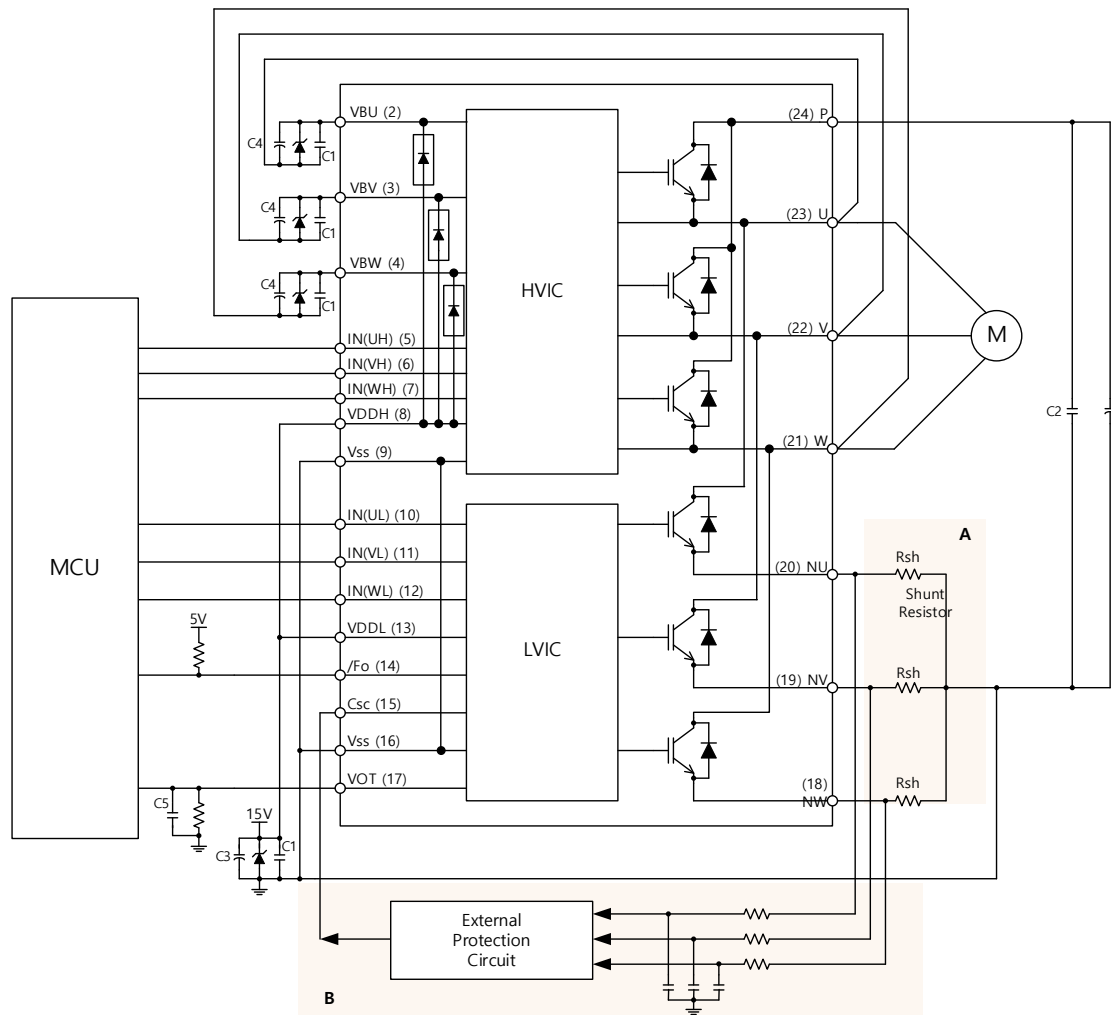 VBU (2)
(24) P
C4
C1
VBV (3)
C4
C1
(23) U
VBW (4)
C4
C1
HVIC
(22) V
M
IN(UH) (5)
IN(VH) (6)
IN(WH) (7)
VDDH (8)
C2
(21) W
Vss (9)
IN(UL) (10)
A
MCU
IN(VL) (11)
Rsh
(20) NU
Shunt
Resistor
IN(WL) (12)
5V
VDDL (13)
LVIC
/Fo (14)
Rsh
(19) NV
Csc (15)
Vss (16)
VOT (17)
(18)
NW
Rsh
C5
15V
C3
C1
External
Protection
Circuit
B